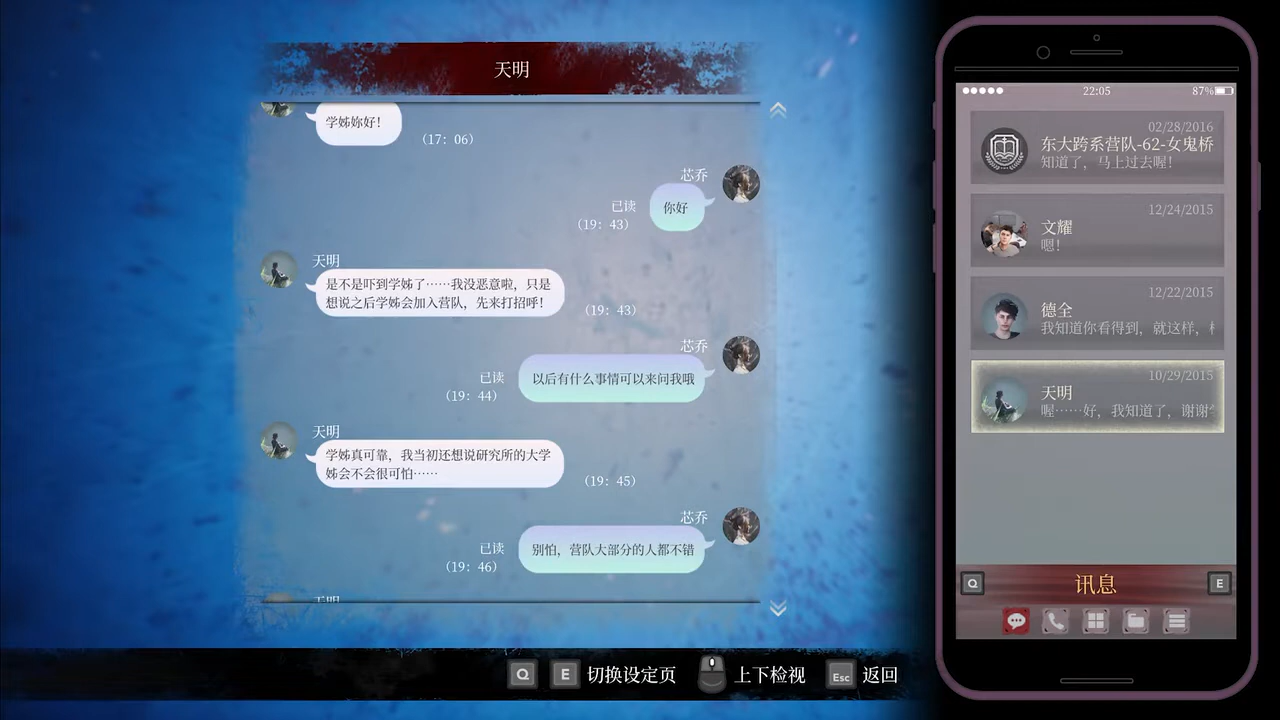 天明
学姊妳好！
（17：06）
芯乔
已读
你好
（19：43）
天明
是不是吓到学姊了……我没恶意啦，只是
想说之后学姊会加入营队，先来打招呼！
（19：43）
芯乔
已读
以后有什么事情可以来问我哦
（19：44）
天明
学姊真可靠，我当初还想说研究所的大学
姊会不会很可怕……
（19：45）
芯乔
已读
别怕，营队大部分的人都不错
（19：46）
天明
Q
E
切换设定页
上下检视
Esc
返回
22:05
87%
02/28/2016
东大跨系营队-62-女鬼桥
知道了，马上过去喔！
12/24/2015
文耀
嗯！
12/22/2015
德全
我知道你看得到，就这样，
10/29/2015
天明
喔……好，我知道了，谢谢
Q
讯息
E